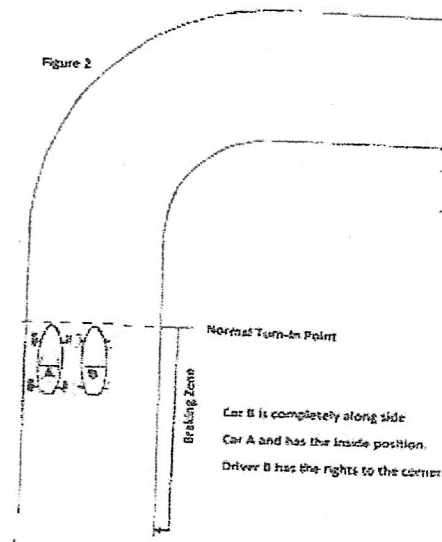 Figure 2
Normal Turn-In Point
Braking Zone
A
B
Car B is completely along side
Car A and has the inside position.
Driver B has the rights to the corner